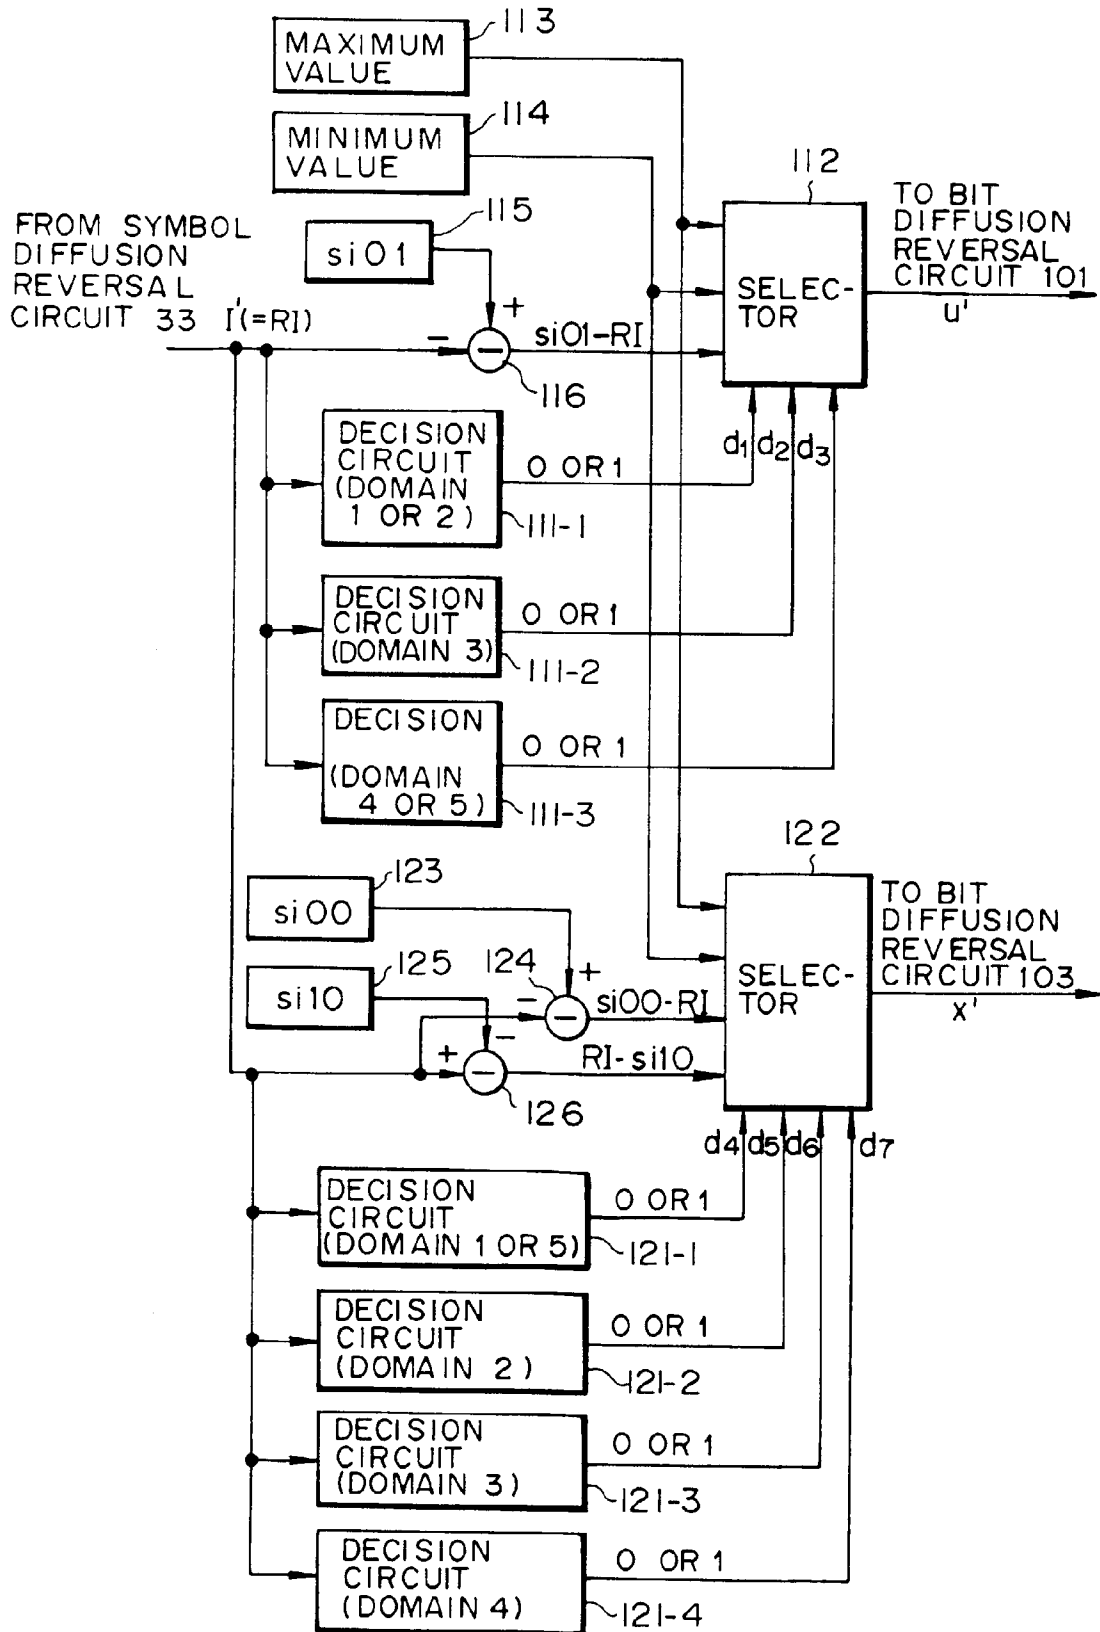 MAXIMUM
VALUE
113
MINIMUM
VALUE
114
112
TO BIT
DIFFUSION
REVERSAL
CIRCUIT 101
u'
FROM SYMBOL
DIFFUSION
REVERSAL
CIRCUIT 33
I'(=RI)
115
si01
+
−
−
116
si01-RI
SELEC-
TOR
d1
d2
d3
DECISION
CIRCUIT
(DOMAIN
1 OR 2)
0 OR 1
111-1
DECISION
CIRCUIT
(DOMAIN 3)
0 OR 1
111-2
DECISION
(DOMAIN
4 OR 5)
0 OR 1
111-3
122
123
si00
125
si10
124
+
−
−
si00-RI
−
+
−
126
RI-si10
SELEC-
TOR
TO BIT
DIFFUSION
REVERSAL
CIRCUIT 103
x'
d4
d5
d6
d7
DECISION
CIRCUIT
(DOMAIN 1 OR 5)
0 OR 1
121-1
DECISION
CIRCUIT
(DOMAIN 2)
0 OR 1
121-2
DECISION
CIRCUIT
(DOMAIN 3)
0 OR 1
121-3
DECISION
CIRCUIT
(DOMAIN 4)
0 OR 1
121-4